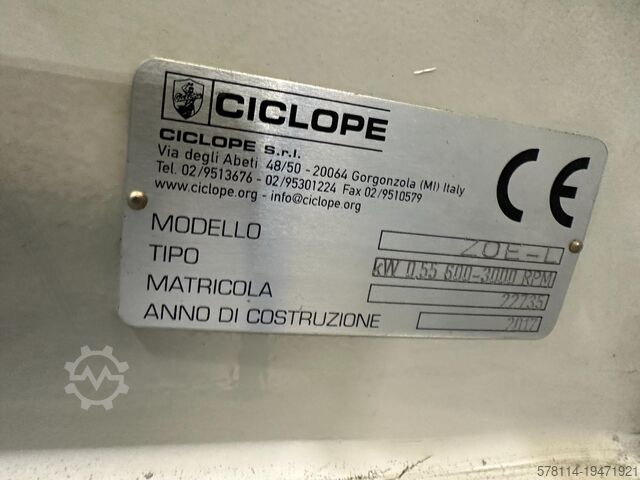 CICLOPE
CICLOPE S.r.l.
Via degli Abeti 48/50 - 20064 Gorgonzola (MI) Italy
Tel. 02/9513676 - 02/95301224 Fax 02/9510579
www.ciclope.org - info@ciclope.org
CE
MODELLO ZOE-L
TIPO kW 0.55 600-3000 RPM
MATRICOLA 22735
ANNO DI COSTRUZIONE 2017
578114-19471921